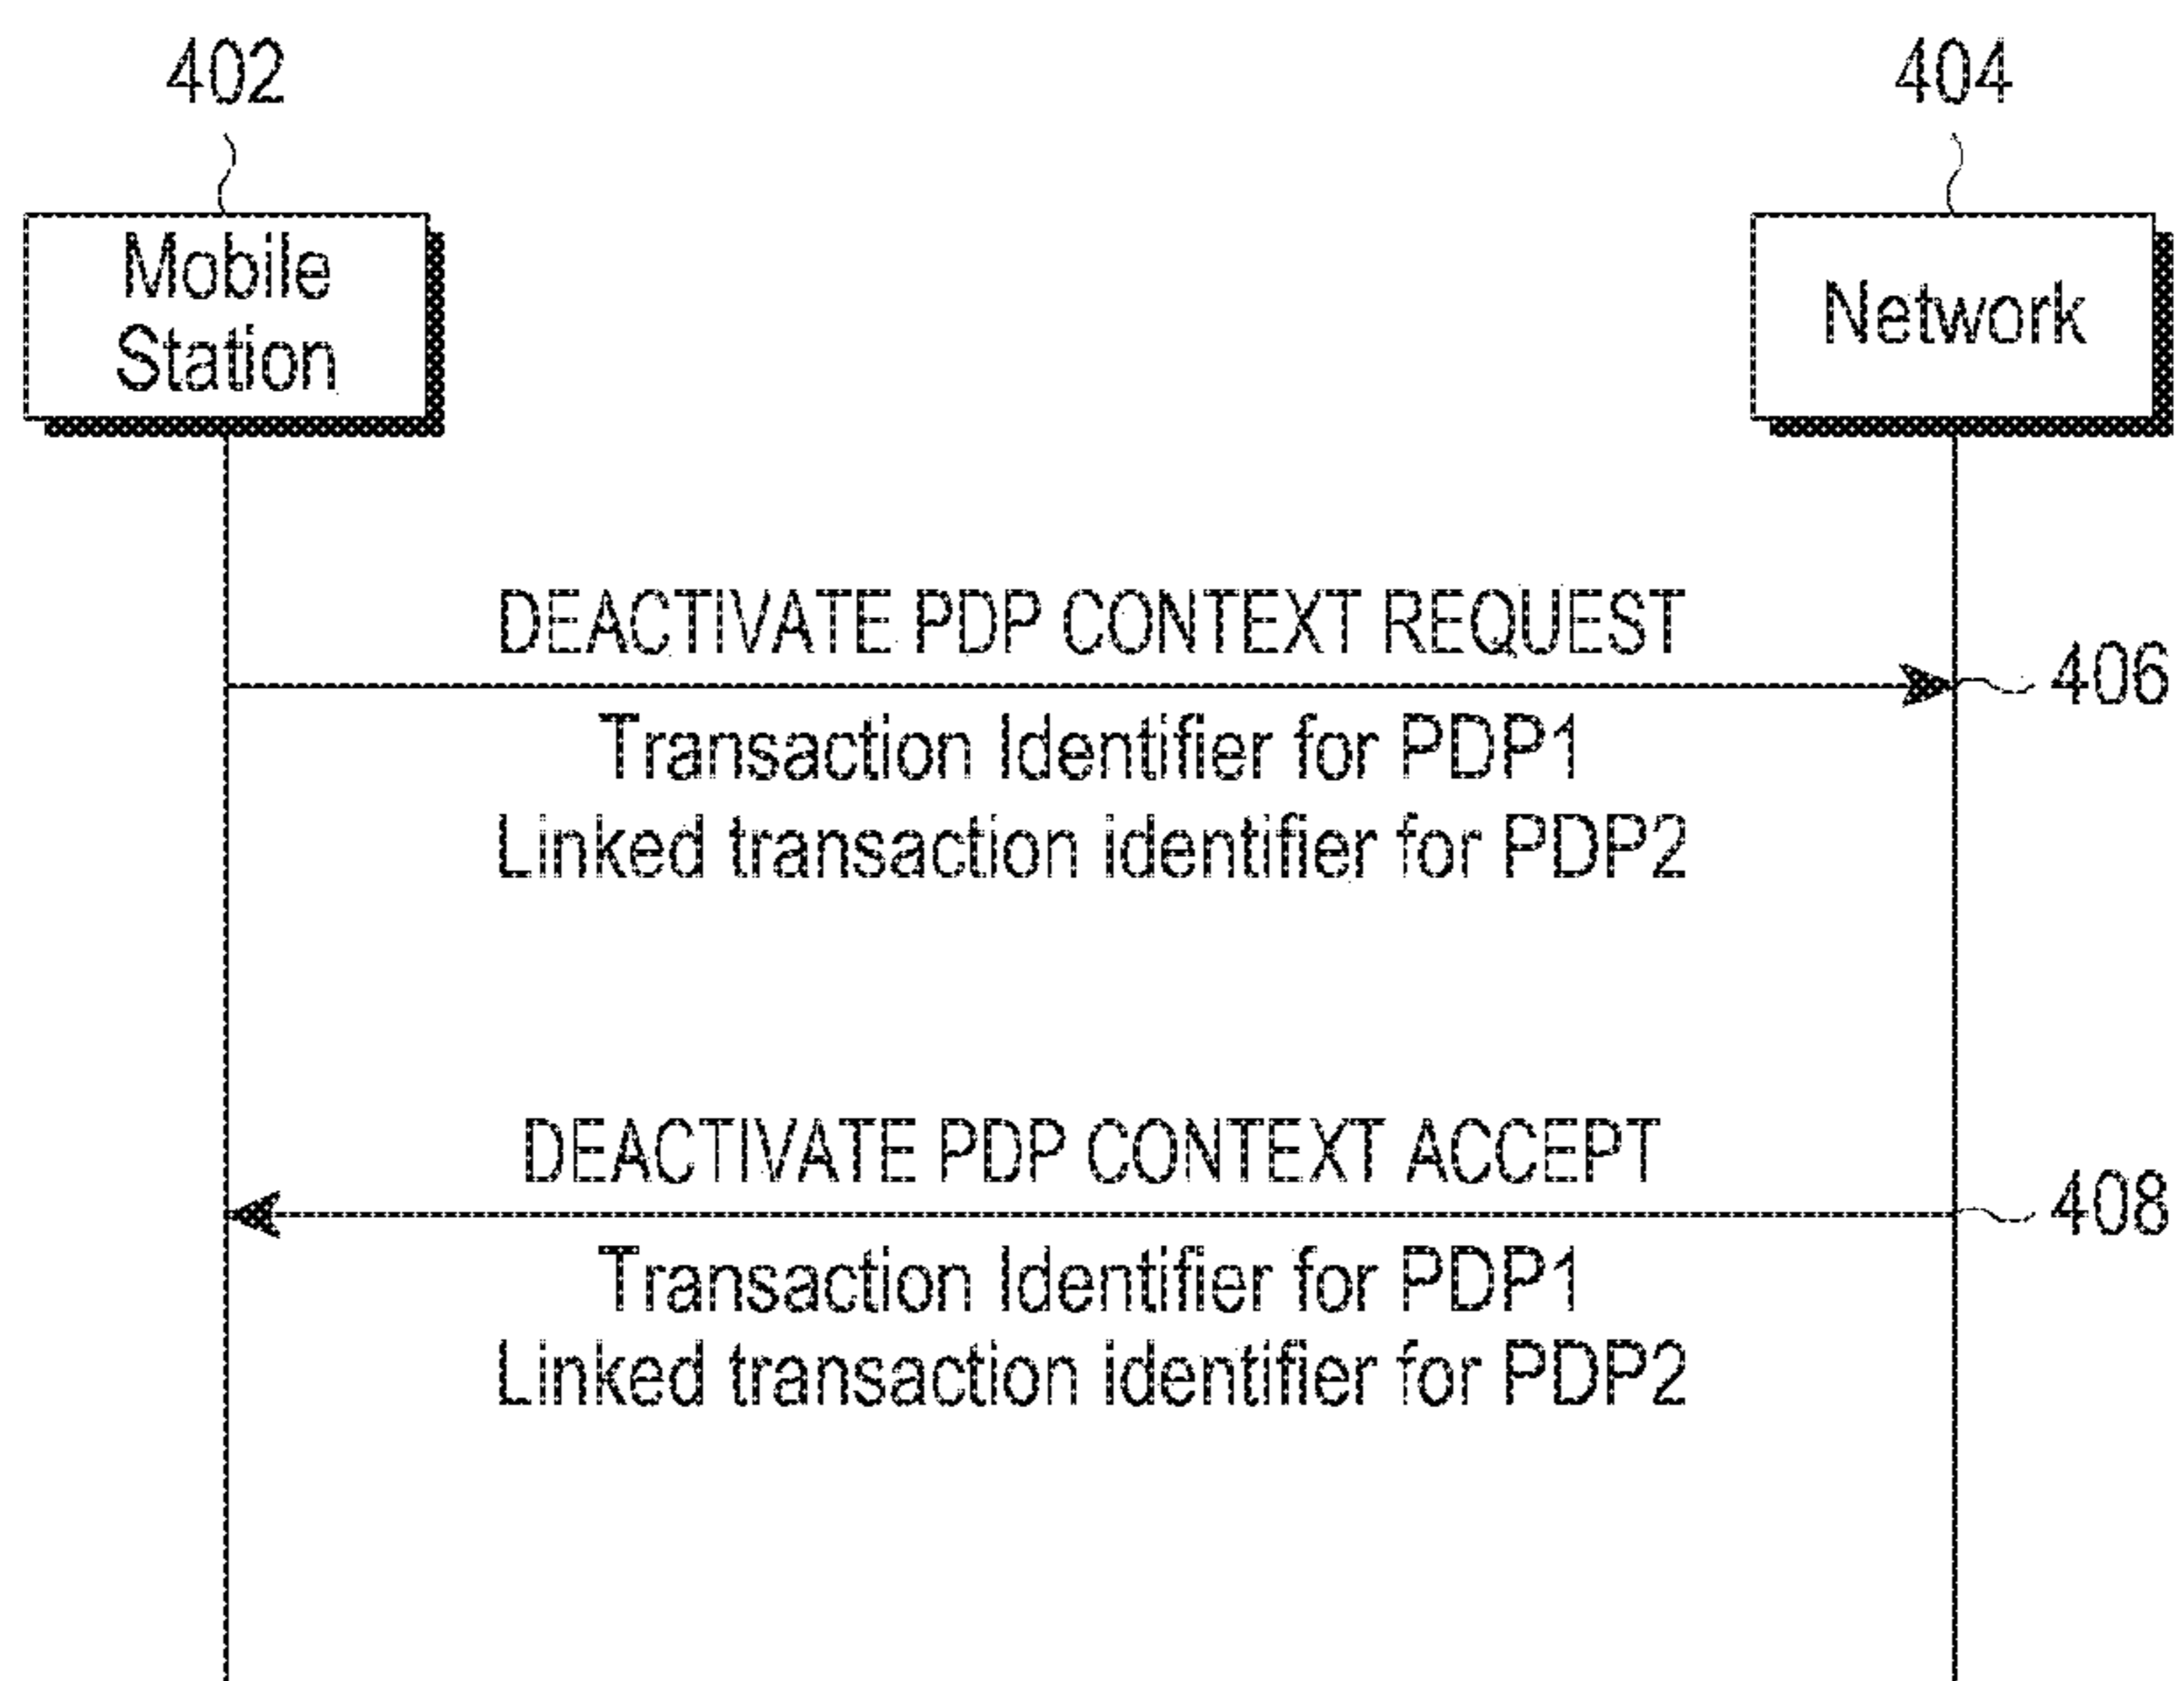 402
404
Mobile
Station
Network
DEACTIVATE PDP CONTEXT REQUEST
406
Transaction Identifier for PDP1
Linked transaction identifier for PDP2
DEACTIVATE PDP CONTEXT ACCEPT
408
Transaction Identifier for PDP1
Linked transaction identifier for PDP2